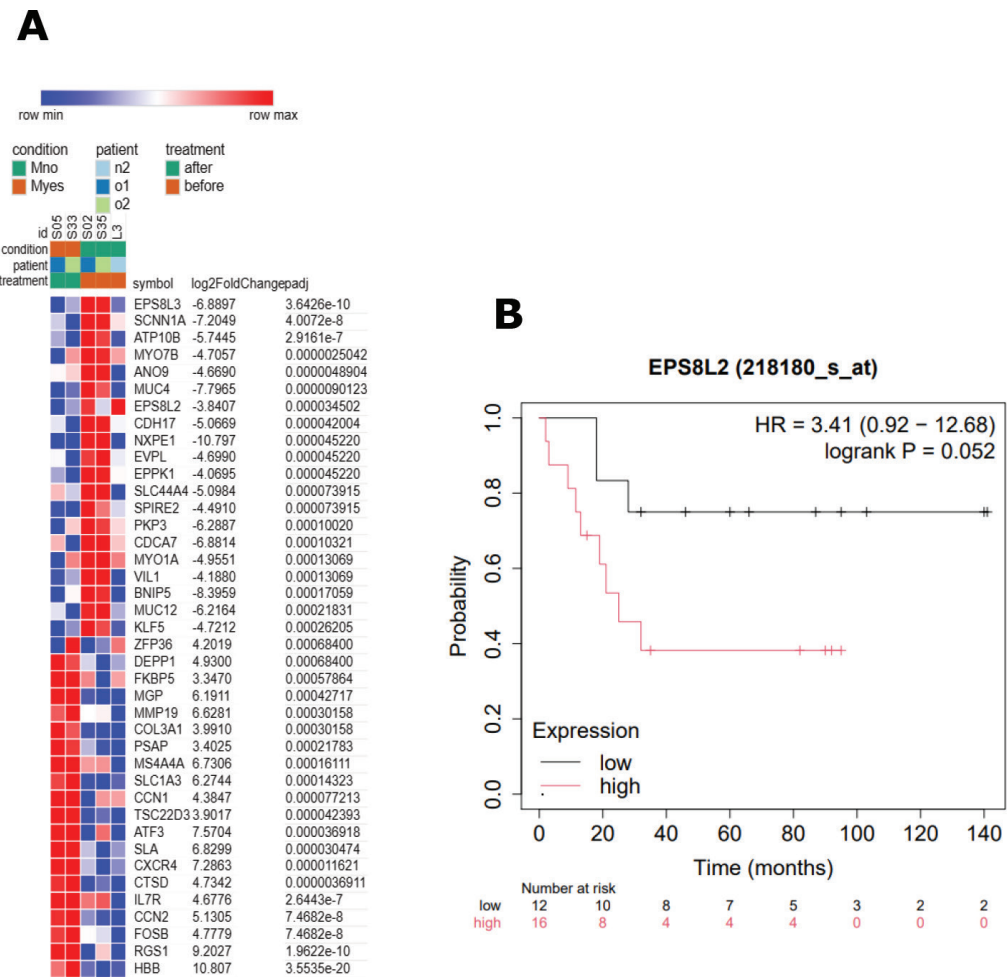 A
row min row max
condition patient treatment
Mno n2 after
Myes o1 before
o2
id S05 S33 S02 S35 L3
condition
patient
treatment symbol log2FoldChangepadj
EPS8L3 -6.8897 3.6426e-10
SCNN1A -7.2049 4.0072e-8
ATP10B -5.7445 2.9161e-7
MYO7B -4.7057 0.0000025042
ANO9 -4.6690 0.0000048904
MUC4 -7.7965 0.0000090123
EPS8L2 -3.8407 0.000034502
CDH17 -5.0669 0.000042004
NXPE1 -10.797 0.000045220
EVPL -4.6990 0.000045220
EPPK1 -4.0695 0.000045220
SLC44A4 -5.0984 0.000073915
SPIRE2 -4.4910 0.000073915
PKP3 -6.2887 0.00010020
CDCA7 -6.8814 0.00010321
MYO1A -4.9551 0.00013069
VIL1 -4.1880 0.00013069
BNIP5 -8.3959 0.00017059
MUC12 -6.2164 0.00021831
KLF5 -4.7212 0.00026205
ZFP36 4.2019 0.00068400
DEPP1 4.9300 0.00068400
FKBP5 3.3470 0.00057864
MGP 6.1911 0.00042717
MMP19 6.6281 0.00030158
COL3A1 3.9910 0.00030158
PSAP 3.4025 0.00021783
MS4A4A 6.7306 0.00016111
SLC1A3 6.2744 0.00014323
CCN1 4.3847 0.000077213
TSC22D3 3.9017 0.000042393
ATF3 7.5704 0.000036918
SLA 6.8299 0.000030474
CXCR4 7.2863 0.000011621
CTSD 4.7342 0.0000036911
IL7R 4.6776 2.6443e-7
CCN2 5.1305 7.4682e-8
FOSB 4.7779 7.4682e-8
RGS1 9.2027 1.9622e-10
HBB 10.807 3.5535e-20
B
EPS8L2 (218180_s_at)
HR = 3.41 (0.92 − 12.68)
logrank P = 0.052
Probability
1.0
0.8
0.6
0.4
0.2
0.0
Expression
low
high
0 20 40 60 80 100 120 140
Time (months)
Number at risk
low 12 10 8 7 5 3 2 2
high 16 8 4 4 4 0 0 0